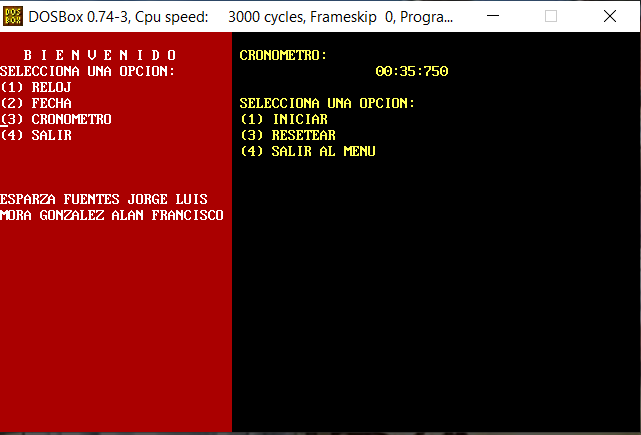 DOS
BOX
DOSBox 0.74-3, Cpu speed: 3000 cycles, Frameskip 0, Progra...
B I E N V E N I D O
SELECCIONA UNA OPCION:
(1) RELOJ
(2) FECHA
(3) CRONOMETRO
(4) SALIR
ESPARZA FUENTES JORGE LUIS
MORA GONZALEZ ALAN FRANCISCO
CRONOMETRO:
00:35:750
SELECCIONA UNA OPCION:
(1) INICIAR
(3) RESETEAR
(4) SALIR AL MENU